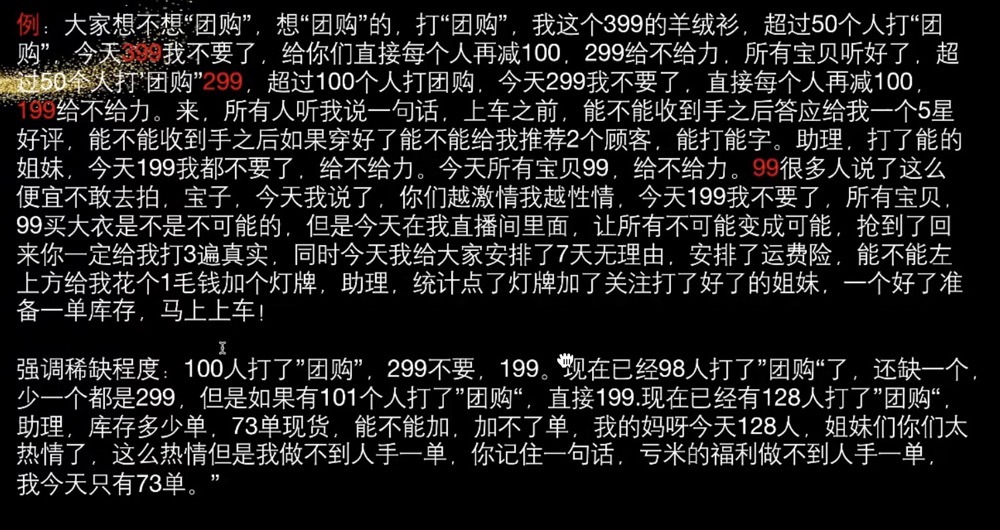 例：大家想不想“团购”，想“团购”的，打“团购”，我这个399的羊绒衫，超过50个人打“团
购”，今天399我不要了，给你们直接每个人再减100，299给不给力，所有宝贝听好了，超
过50个人打“团购”299，超过100个人打团购，今天299我不要了，直接每个人再减100，
199给不给力。来，所有人听我说一句话，上车之前，能不能收到手之后答应给我一个5星
好评，能不能收到手之后如果穿好了能不能给我推荐2个顾客，能打能字。助理，打了能的
姐妹，今天199我都不要了，给不给力。今天所有宝贝99，给不给力。99很多人说了这么
便宜不敢去拍，宝子，今天我说了，你们越激情我越性情，今天199我不要了，所有宝贝，
99买大衣是不是不可能的，但是今天在我直播间里面，让所有不可能变成可能，抢到了回
来你一定给我打3遍真实，同时今天我给大家安排了7天无理由，安排了运费险，能不能左
上方给我花个1毛钱加个灯牌，助理，统计点了灯牌加了关注打了好了的姐妹，一个好了准
备一单库存，马上上车！
强调稀缺程度：100人打了”团购”，299不要，199。现在已经98人打了”团购“了，还缺一个，
少一个都是299，但是如果有101个人打了”团购“，直接199.现在已经有128人打了”团购“，
助理，库存多少单，73单现货，能不能加，加不了单，我的妈呀今天128人，姐妹们你们太
热情了，这么热情但是我做不到人手一单，你记住一句话，亏米的福利做不到人手一单，
我今天只有73单。”